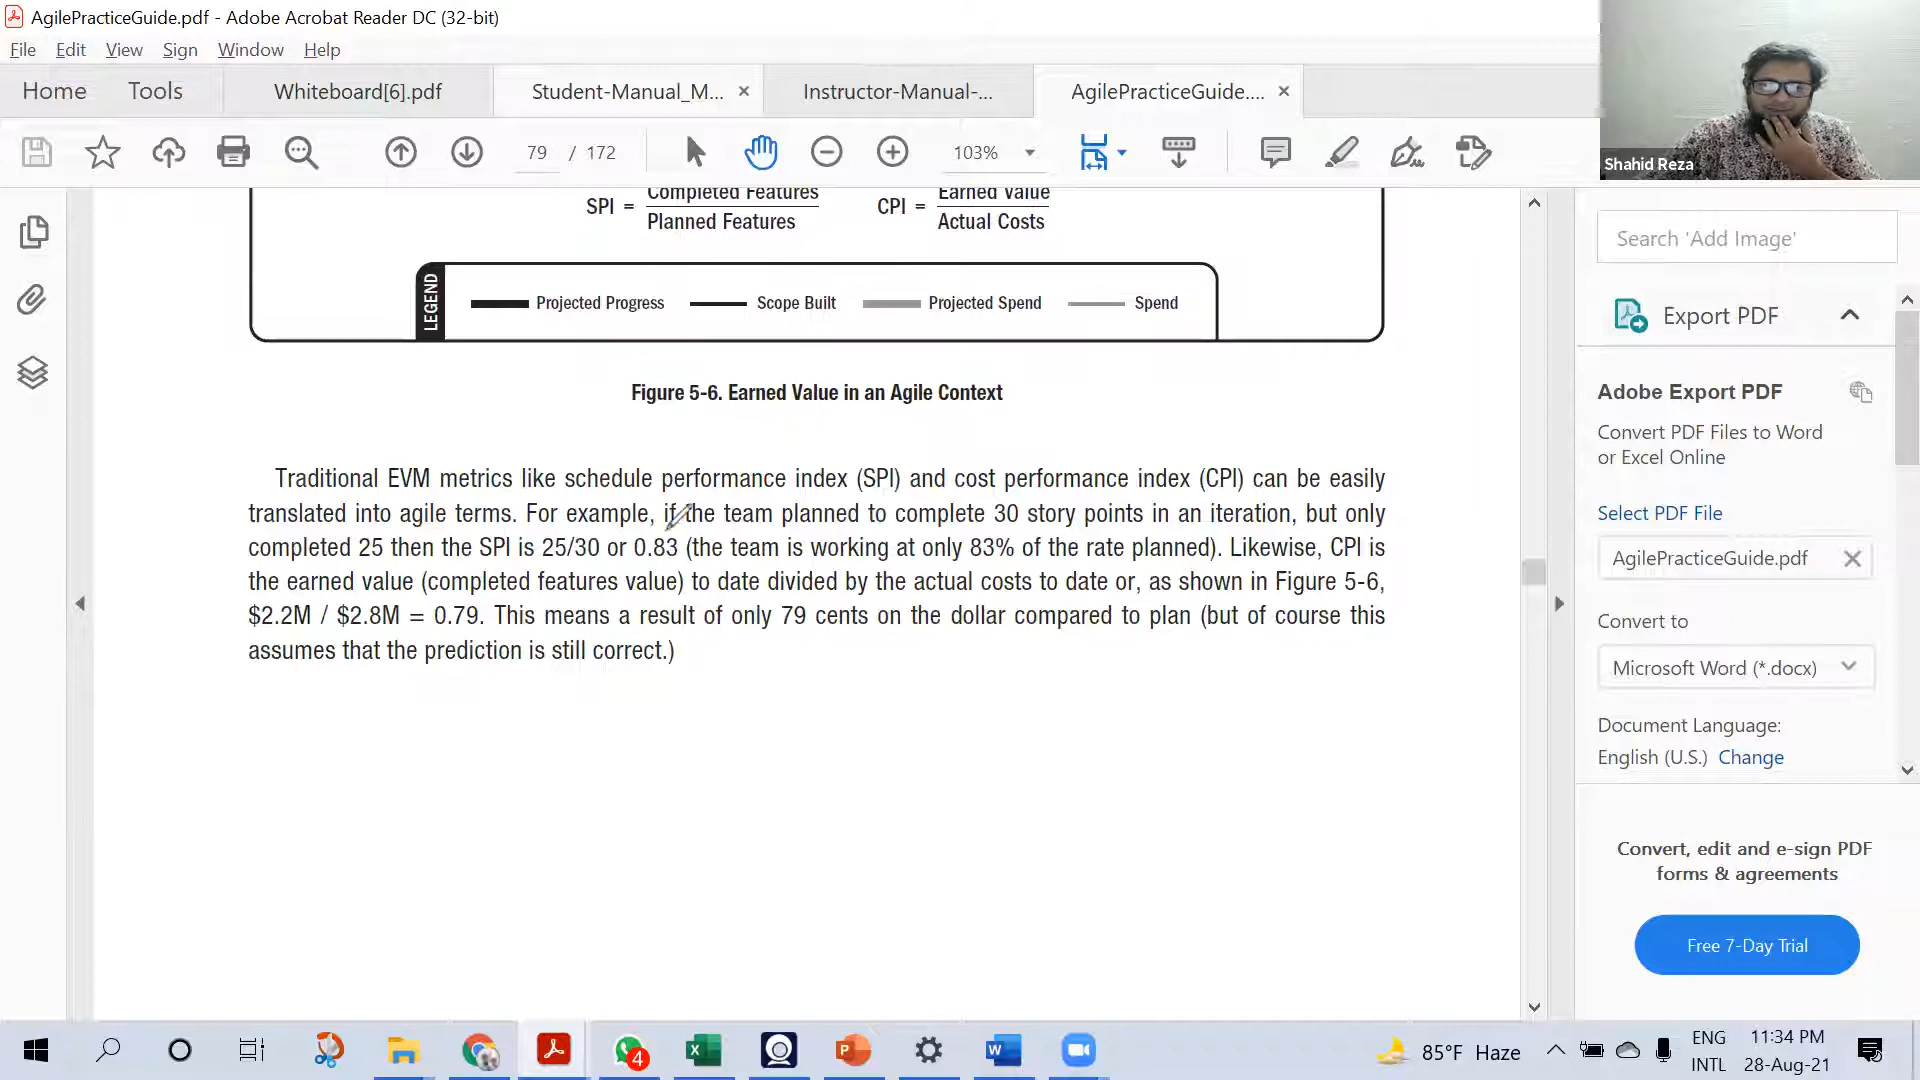 AgilePracticeGuide.pdf - Adobe Acrobat Reader DC (32-bit)
File Edit View Sign Window Help
Home Tools Whiteboard[6].pdf Student-Manual_M... Instructor-Manual-... AgilePracticeGuide....
79 / 172 103%
Shahid Reza
SPI = Completed Features
Planned Features
CPI = Earned Value
Actual Costs
LEGEND
Projected Progress Scope Built Projected Spend Spend
Figure 5-6. Earned Value in an Agile Context
Traditional EVM metrics like schedule performance index (SPI) and cost performance index (CPI) can be easily
translated into agile terms. For example, if the team planned to complete 30 story points in an iteration, but only
completed 25 then the SPI is 25/30 or 0.83 (the team is working at only 83% of the rate planned). Likewise, CPI is
the earned value (completed features value) to date divided by the actual costs to date or, as shown in Figure 5-6,
$2.2M / $2.8M = 0.79. This means a result of only 79 cents on the dollar compared to plan (but of course this
assumes that the prediction is still correct.)
Search 'Add Image'
Export PDF
Adobe Export PDF
Convert PDF Files to Word
or Excel Online
Select PDF File
AgilePracticeGuide.pdf
Convert to
Microsoft Word (*.docx)
Document Language:
English (U.S.) Change
Convert, edit and e-sign PDF
forms & agreements
Free 7-Day Trial
4
85°F Haze
ENG
INTL
11:34 PM
28-Aug-21